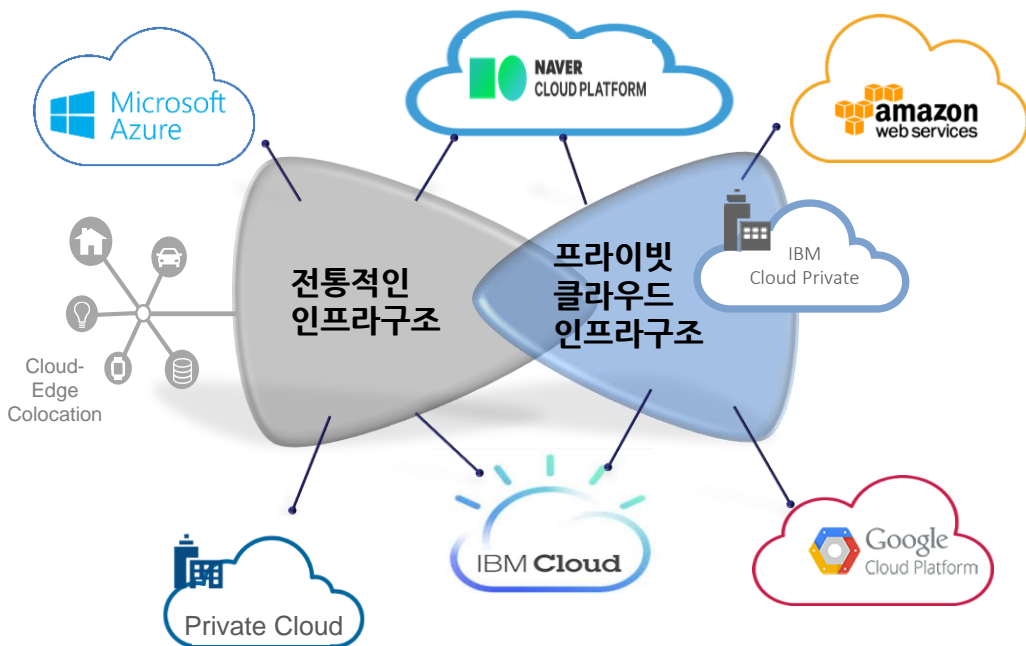 Microsoft
Azure
NAVER
CLOUD PLATFORM
amazon
web services
전통적인
인프라구조
프라이빗
클라우드
인프라구조
IBM
Cloud Private
Cloud-
Edge
Colocation
Private Cloud
IBM Cloud
Google
Cloud Platform